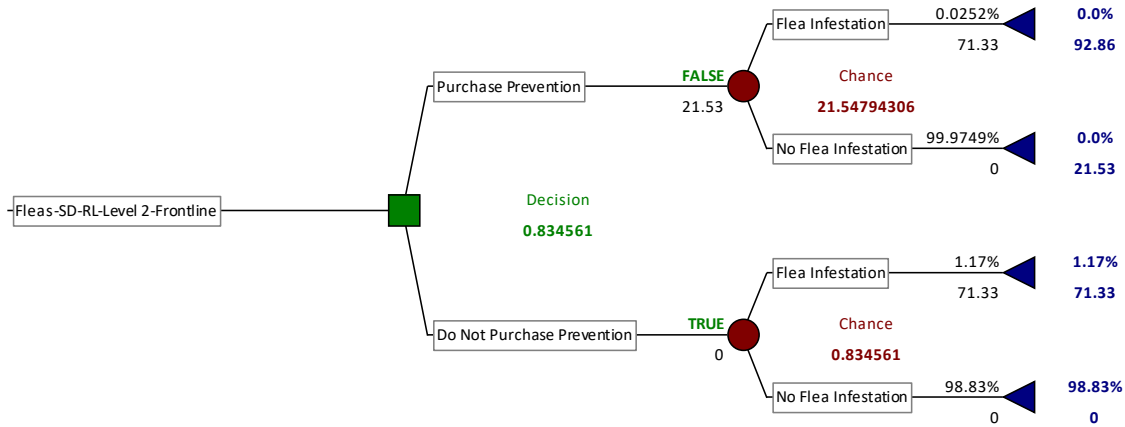 Flea Infestation
0.0252%
0.0%
71.33
92.86
Purchase Prevention
FALSE
21.53
Chance
21.54794306
No Flea Infestation
99.9749%
0.0%
0
21.53
Fleas-SD-RL-Level 2-Frontline
Decision
0.834561
Flea Infestation
1.17%
1.17%
71.33
71.33
Do Not Purchase Prevention
TRUE
0
Chance
0.834561
No Flea Infestation
98.83%
98.83%
0
0